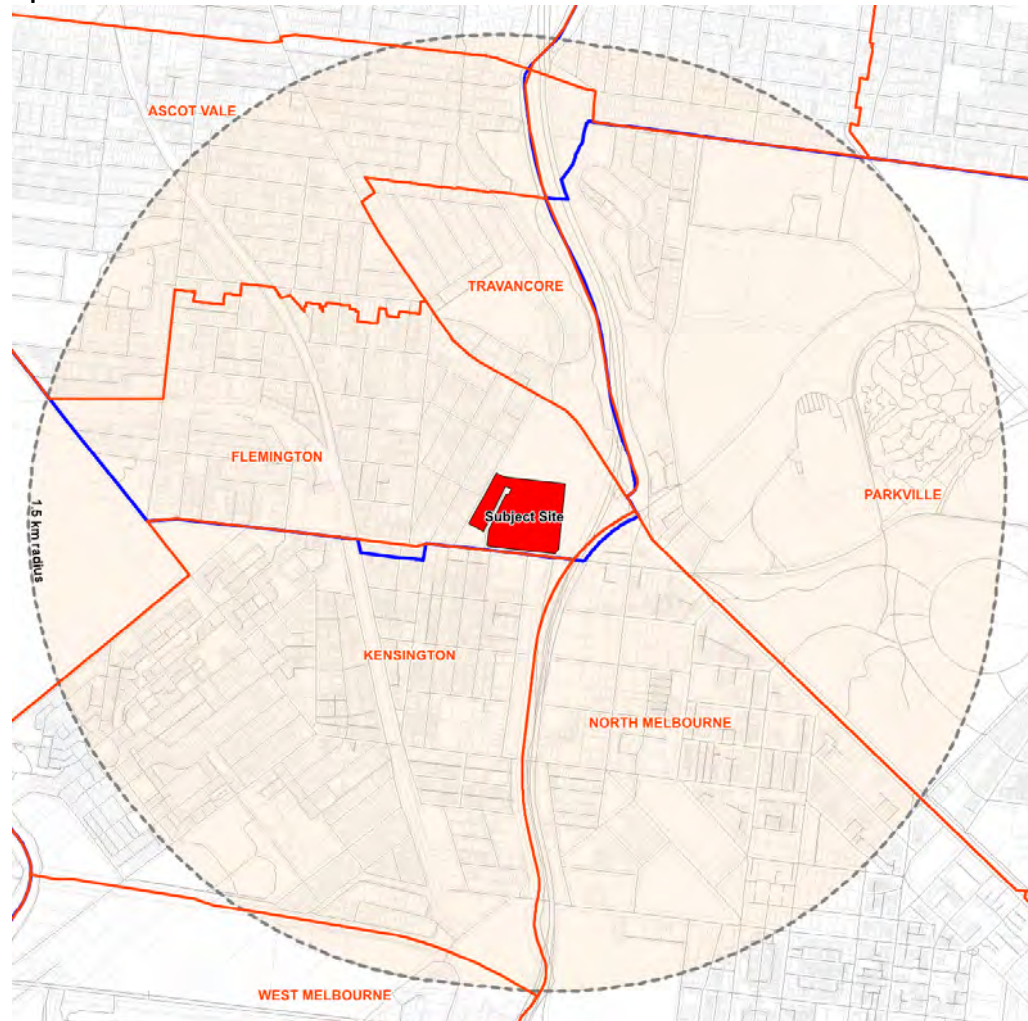 ASCOT VALE
TRAVANCORE
FLEMINGTON
PARKVILLE
Subject Site
1.5 km radius
KENSINGTON
NORTH MELBOURNE
WEST MELBOURNE